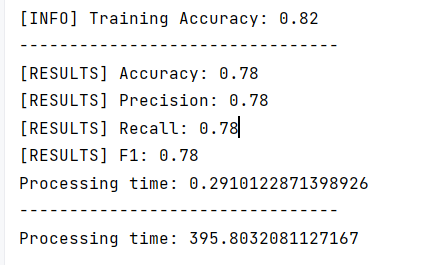 [INFO] Training Accuracy: 0.82
--------------------------------
[RESULTS] Accuracy: 0.78
[RESULTS] Precision: 0.78
[RESULTS] Recall: 0.78
[RESULTS] F1: 0.78
Processing time: 0.2910122871398926
--------------------------------
Processing time: 395.8032081127167